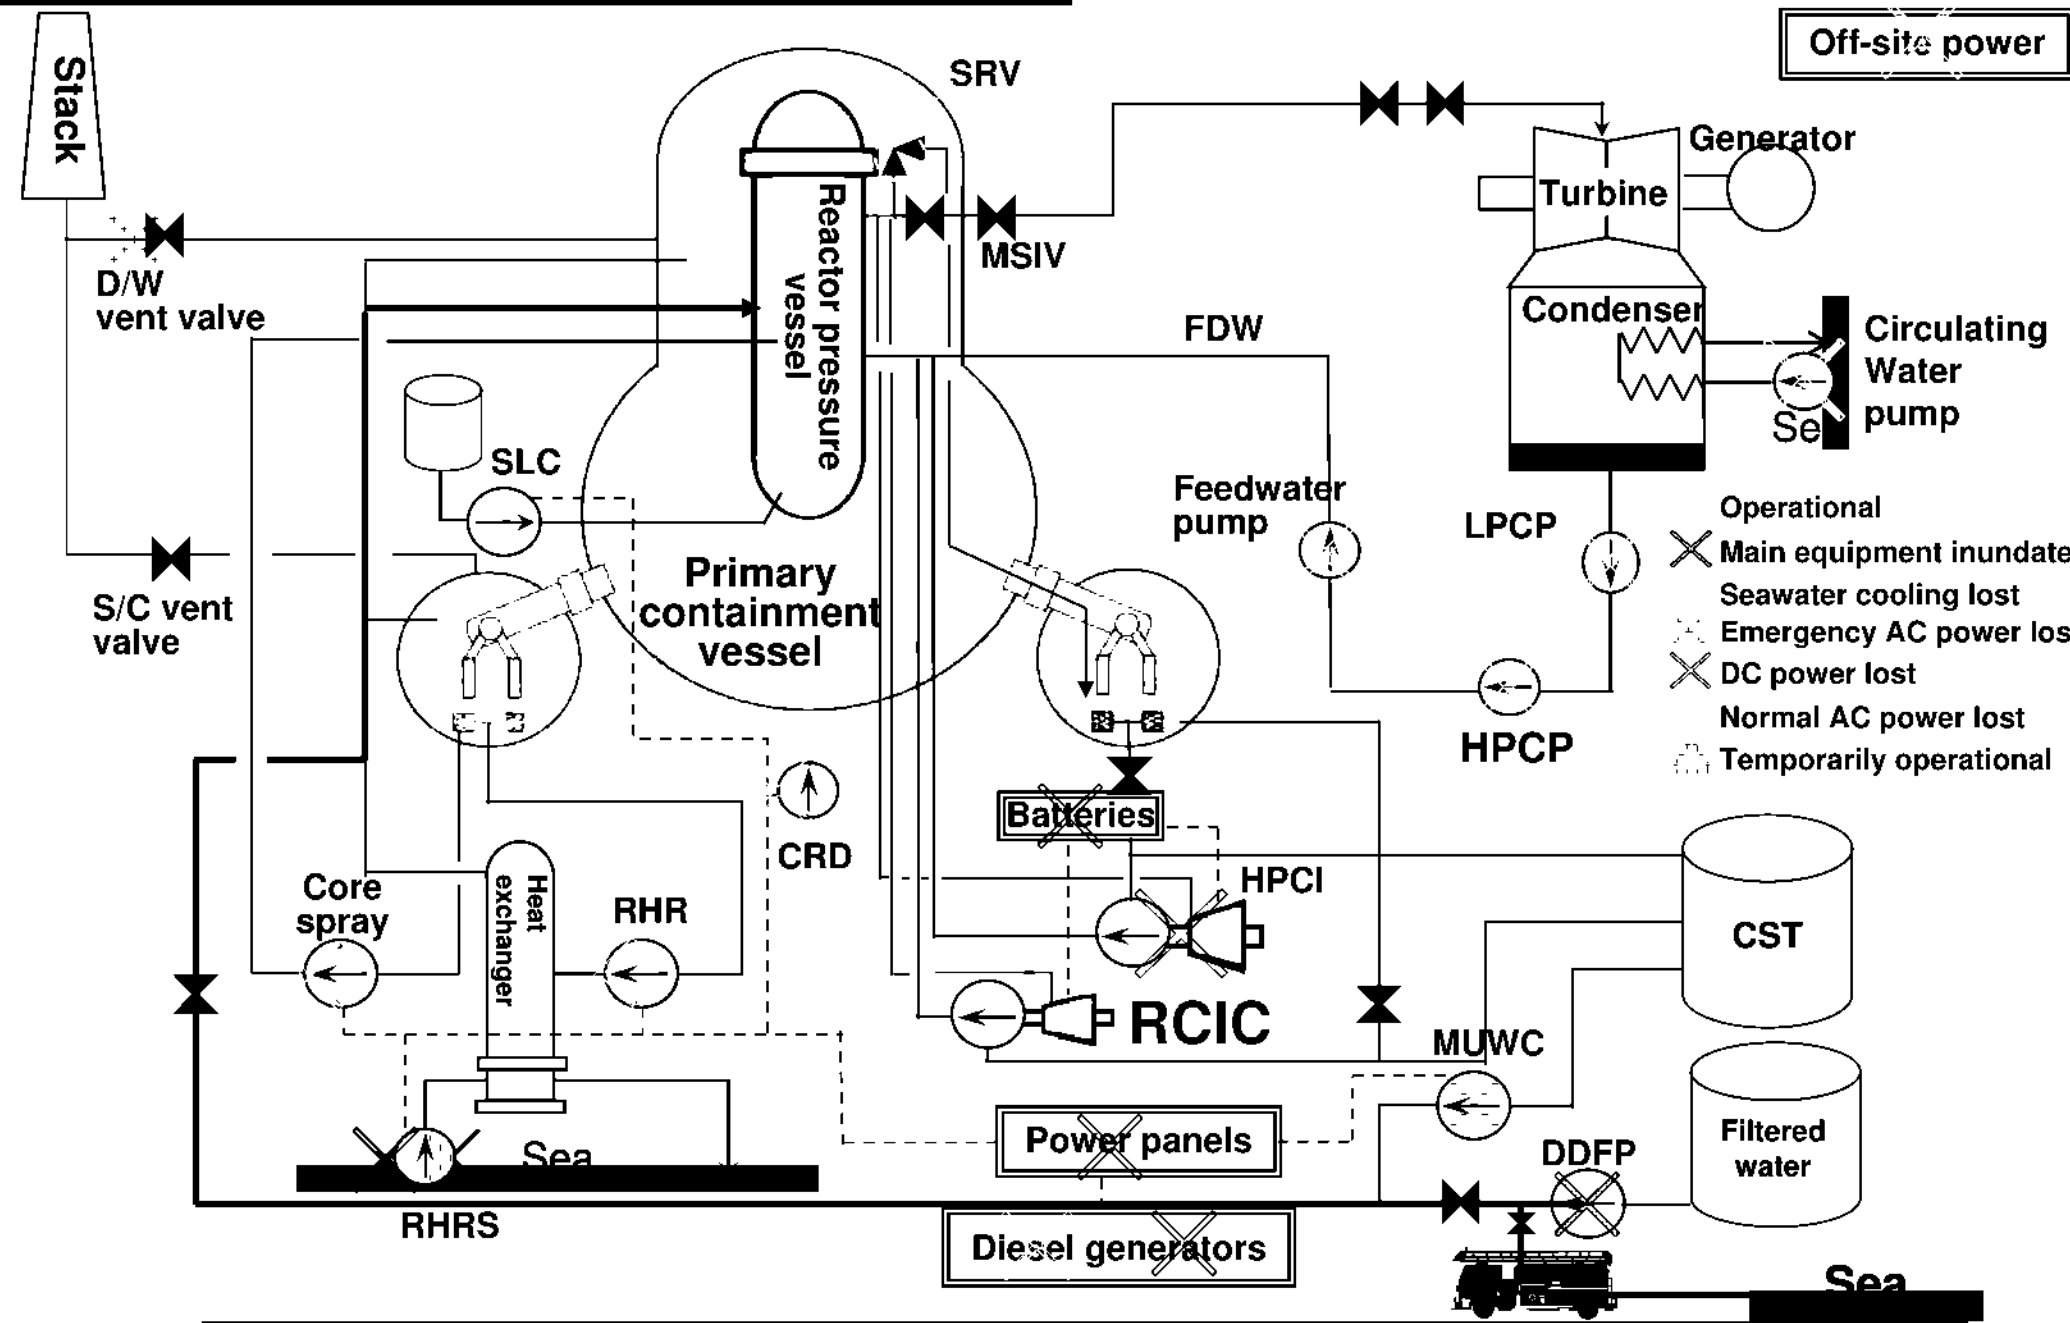 Off-site power
Stack
SRV
Generator
Turbine
MSIV
D/W
vent valve
Reactor pressure
vessel
FDW
Condenser
Circulating
Water
pump
Se
SLC
Feedwater
pump
LPCP
Operational
Main equipment inundate
Seawater cooling lost
Emergency AC power los
DC power lost
Normal AC power lost
Temporarily operational
S/C vent
valve
Primary
containment
vessel
HPCP
Batteries
CRD
HPCI
Core
spray
Heat
exchanger
RHR
CST
RCIC
MUWC
Power panels
Filtered
water
DDFP
Sea
RHRS
Diesel generators
Sea